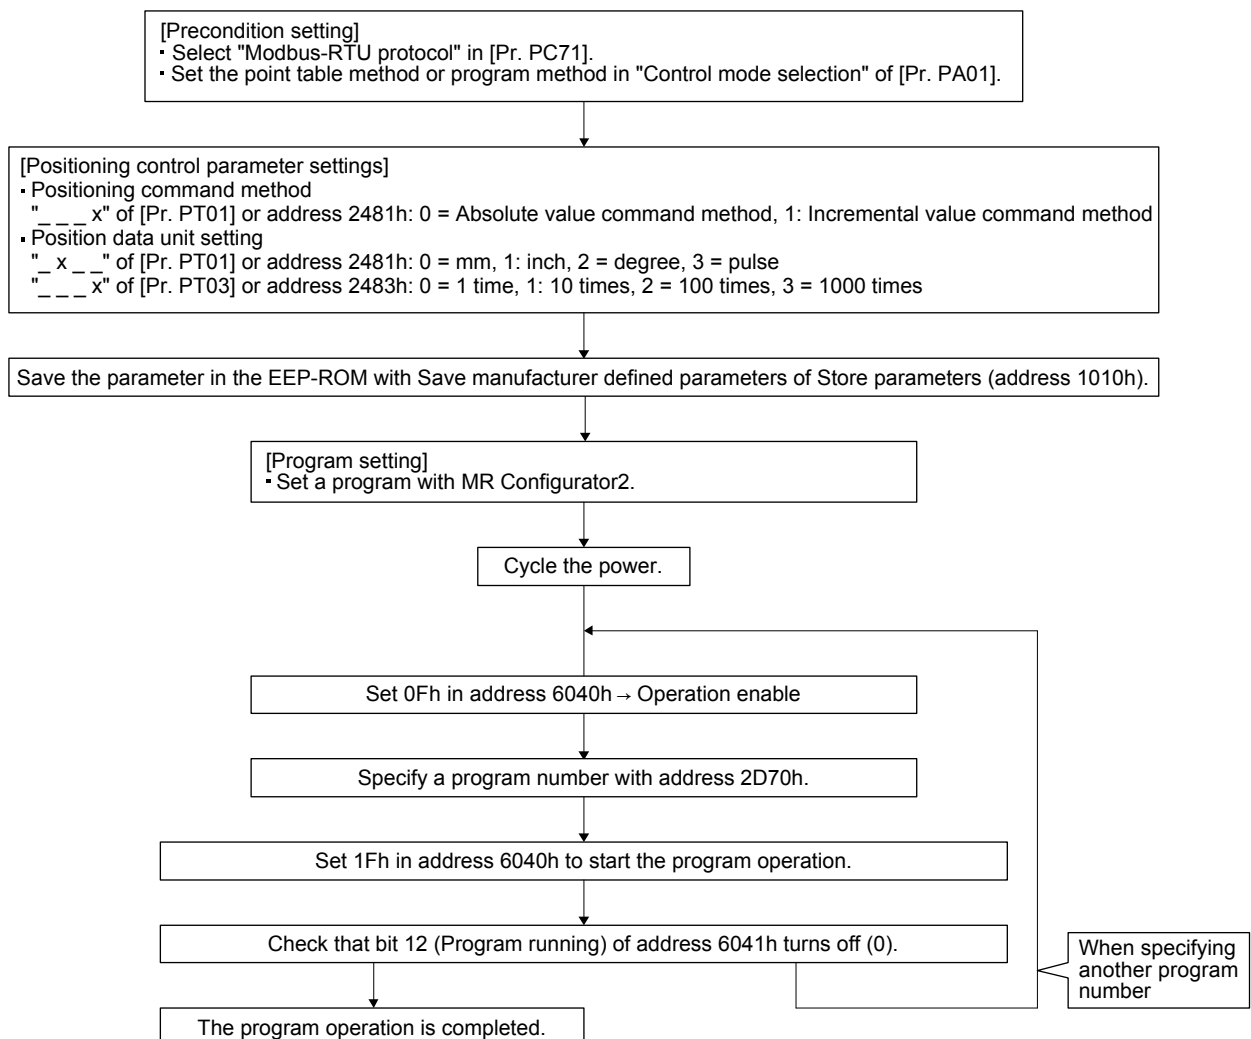 [Precondition setting]
▪ Select "Modbus-RTU protocol" in [Pr. PC71].
▪ Set the point table method or program method in "Control mode selection" of [Pr. PA01].
[Positioning control parameter settings]
▪ Positioning command method
"_ _ _ x" of [Pr. PT01] or address 2481h: 0 = Absolute value command method, 1: Incremental value command method
▪ Position data unit setting
"_ x _ _" of [Pr. PT01] or address 2481h: 0 = mm, 1: inch, 2 = degree, 3 = pulse
"_ _ _ x" of [Pr. PT03] or address 2483h: 0 = 1 time, 1: 10 times, 2 = 100 times, 3 = 1000 times
Save the parameter in the EEP-ROM with Save manufacturer defined parameters of Store parameters (address 1010h).
[Program setting]
▪ Set a program with MR Configurator2.
Cycle the power.
Set 0Fh in address 6040h → Operation enable
Specify a program number with address 2D70h.
Set 1Fh in address 6040h to start the program operation.
Check that bit 12 (Program running) of address 6041h turns off (0).
When specifying
another program
number
The program operation is completed.